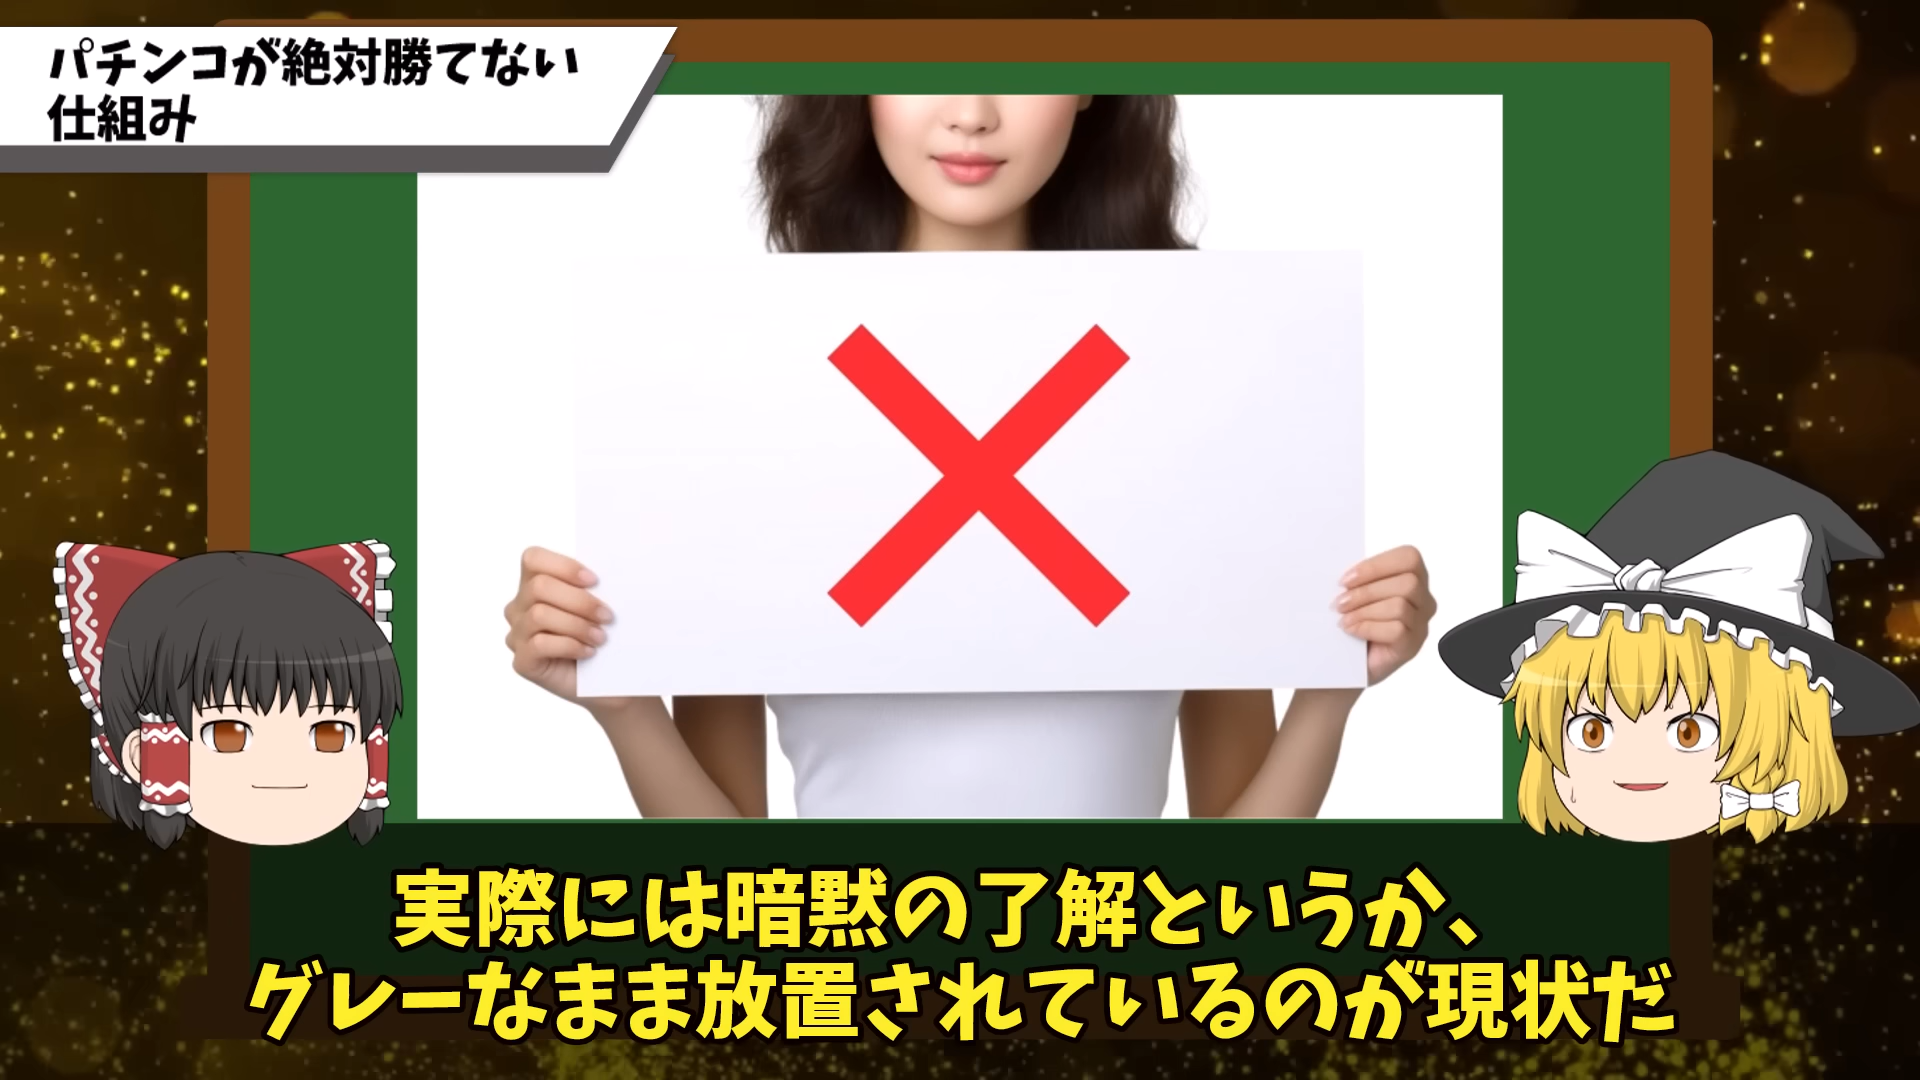 パチンコが絶対勝てない
仕組み
実際には暗黙の了解というか、
グレーなまま放置されているのが現状だ